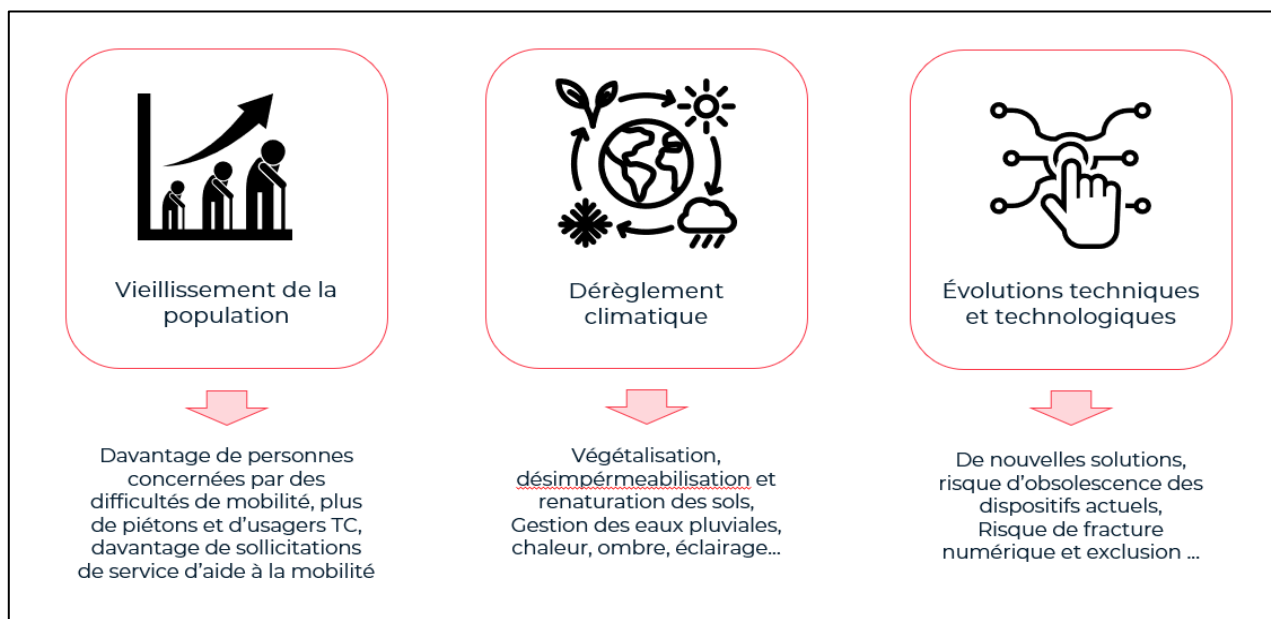 Vieillissement de la
population
Dérèglement
climatique
Évolutions techniques
et technologiques
Davantage de personnes
concernées par des
difficultés de mobilité, plus
de piétons et d'usagers TC,
davantage de sollicitations
de service d'aide à la mobilité
Végétalisation,
désimpérmeabilisation et
renaturation des sols,
Gestion des eaux pluviales,
chaleur, ombre, éclairage...
De nouvelles solutions,
risque d'obsolescence des
dispositifs actuels,
Risque de fracture
numérique et exclusion ...